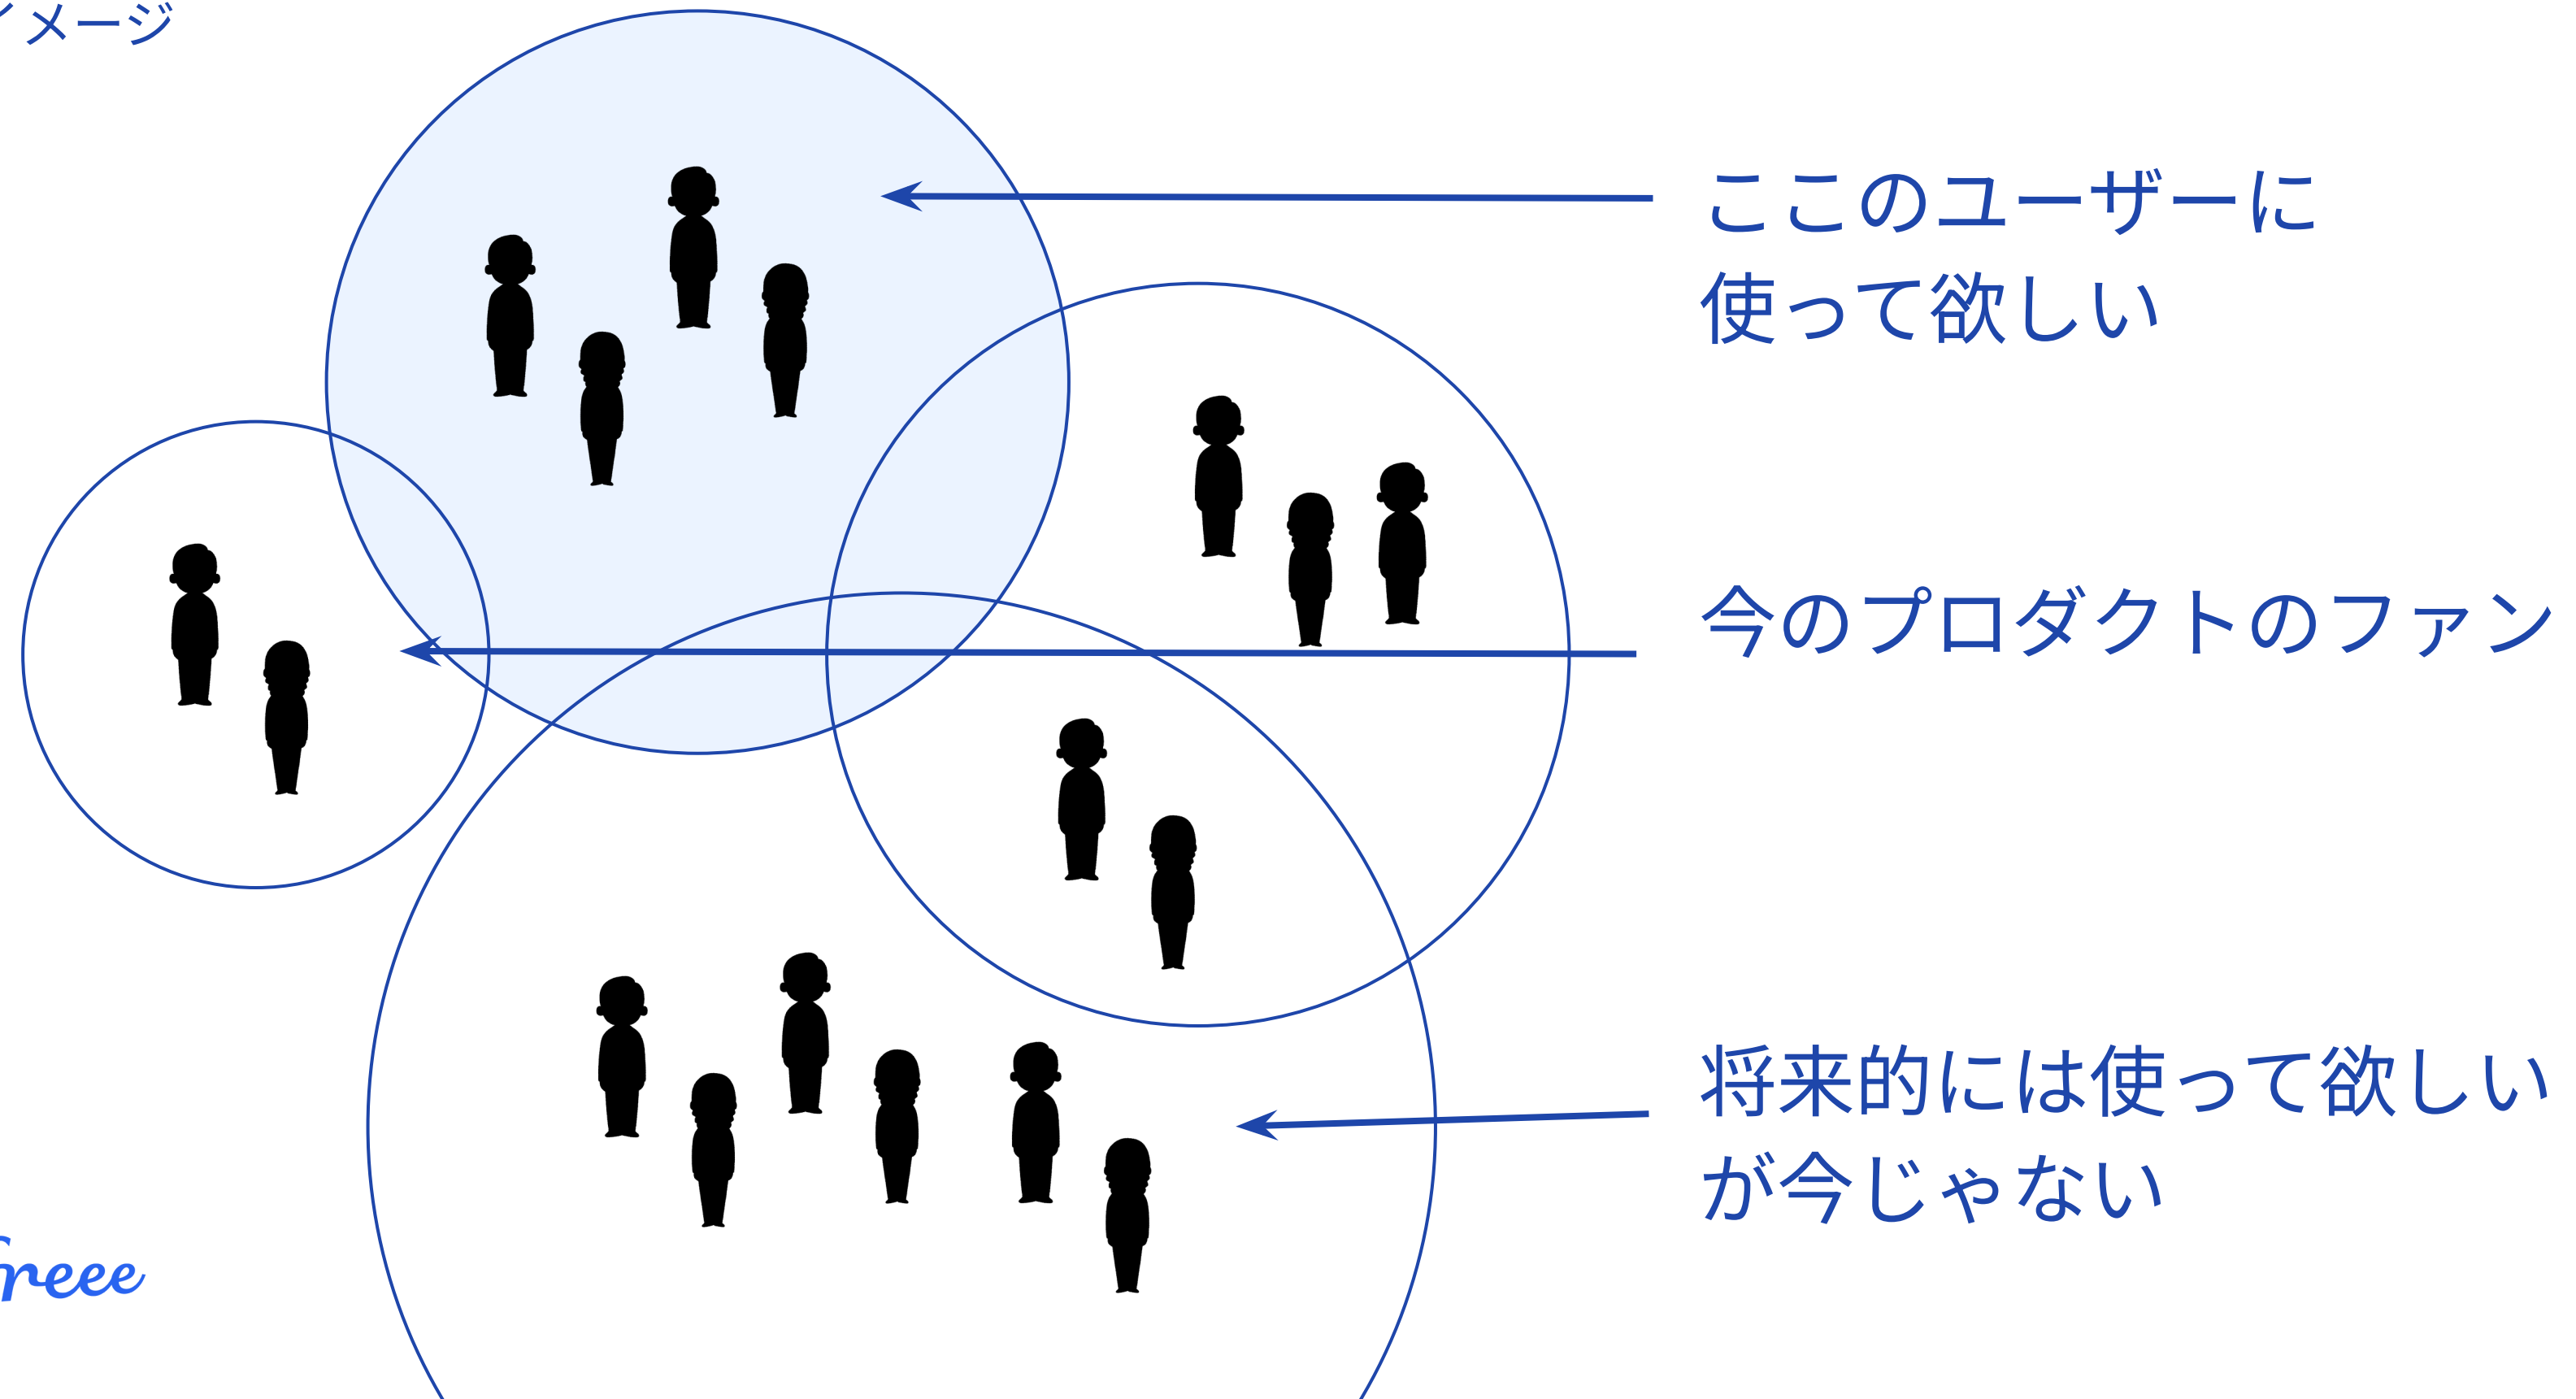 メージ
ここのユーザーに
使って欲しい
今のプロダクトのファン
将来的には使って欲しい
が今じゃない
freee